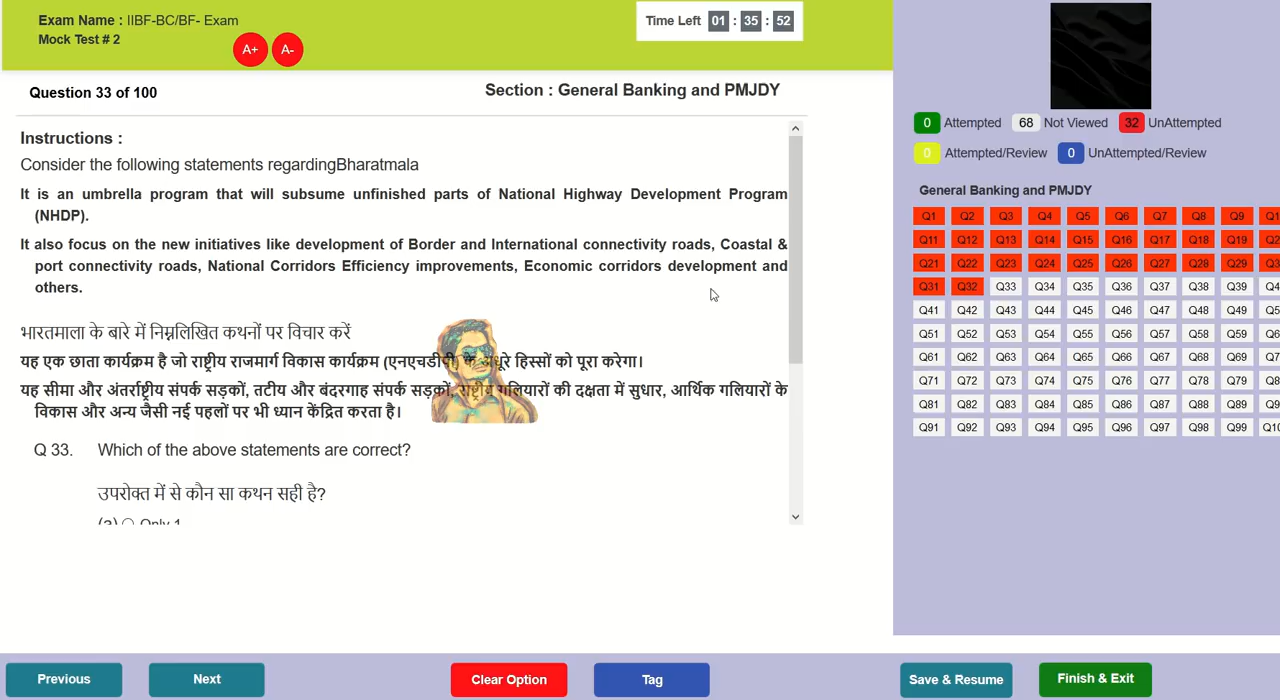 Exam Name : IIBF-BC/BF- Exam
Mock Test # 2
A+ A-
Time Left 01 : 35 : 52
Question 33 of 100
Section : General Banking and PMJDY
Instructions :
Consider the following statements regardingBharatmala
It is an umbrella program that will subsume unfinished parts of National Highway Development Program
(NHDP).
It also focus on the new initiatives like development of Border and International connectivity roads, Coastal &
port connectivity roads, National Corridors Efficiency improvements, Economic corridors development and
others.
भारतमाला के बारे में निम्नलिखित कथनों पर विचार करें
यह एक छाता कार्यक्रम है जो राष्ट्रीय राजमार्ग विकास कार्यक्रम (एनएचडीपी) के अधूरे हिस्सों को पूरा करेगा।
यह सीमा और अंतर्राष्ट्रीय संपर्क सड़कों, तटीय और बंदरगाह संपर्क सड़कों, राष्ट्रीय गलियारों की दक्षता में सुधार, आर्थिक गलियारों के
विकास और अन्य जैसी नई पहलों पर भी ध्यान केंद्रित करता है।
Q 33. Which of the above statements are correct?
उपरोक्त में से कौन सा कथन सही है?
(a) Only 1
0 Attempted 68 Not Viewed 32 UnAttempted
0 Attempted/Review 0 UnAttempted/Review
General Banking and PMJDY
Q1 Q2 Q3 Q4 Q5 Q6 Q7 Q8 Q9
Q11 Q12 Q13 Q14 Q15 Q16 Q17 Q18 Q19
Q21 Q22 Q23 Q24 Q25 Q26 Q27 Q28 Q29
Q31 Q32 Q33 Q34 Q35 Q36 Q37 Q38 Q39
Q41 Q42 Q43 Q44 Q45 Q46 Q47 Q48 Q49
Q51 Q52 Q53 Q54 Q55 Q56 Q57 Q58 Q59
Q61 Q62 Q63 Q64 Q65 Q66 Q67 Q68 Q69
Q71 Q72 Q73 Q74 Q75 Q76 Q77 Q78 Q79
Q81 Q82 Q83 Q84 Q85 Q86 Q87 Q88 Q89
Q91 Q92 Q93 Q94 Q95 Q96 Q97 Q98 Q99
Previous Next Clear Option Tag Save & Resume Finish & Exit